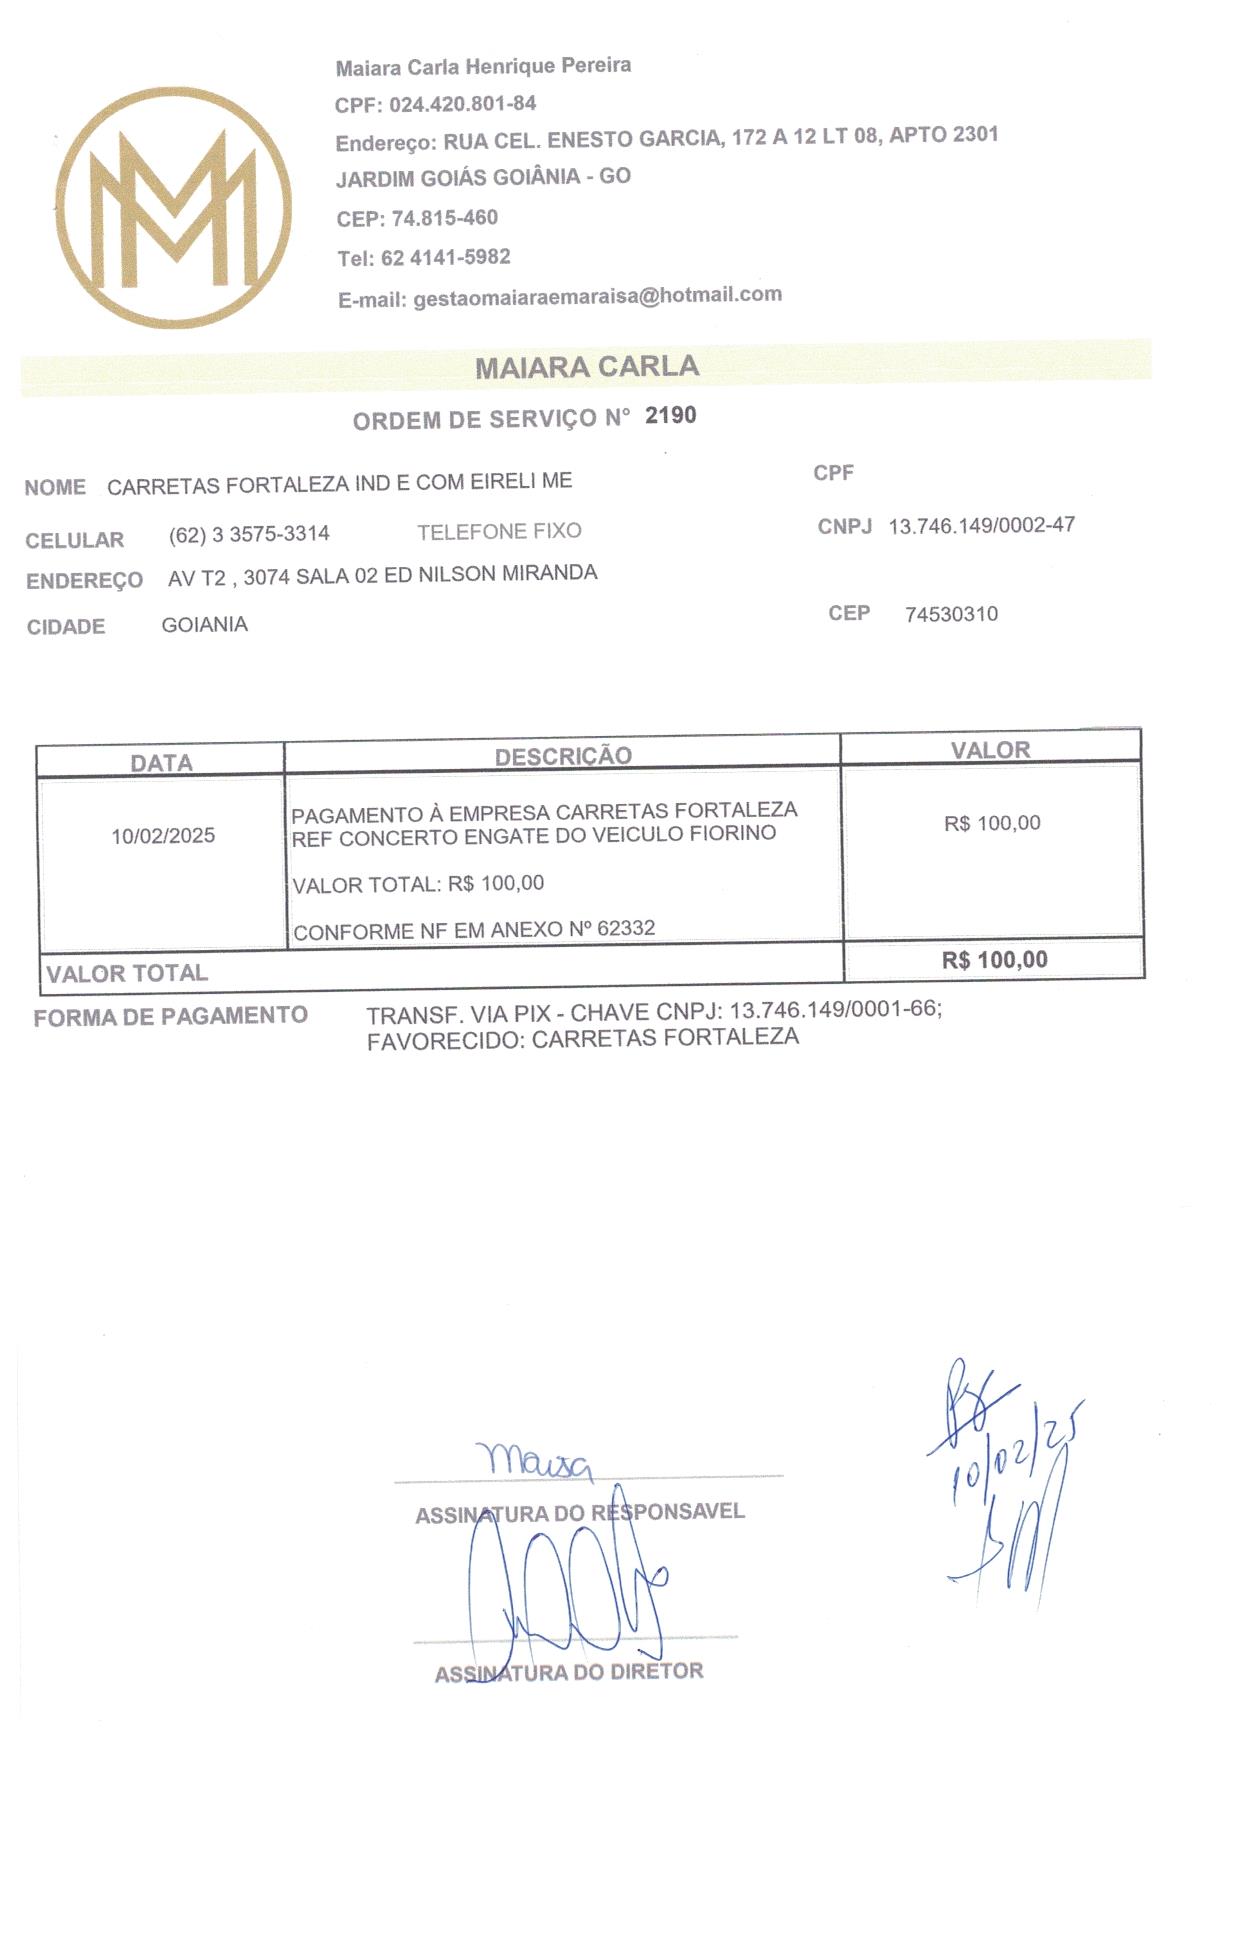 Maiara Carla Henrique Pereira
CPF: 024.420.801-84
Endereço: RUA CEL. ENESTO GARCIA, 172 A 12 LT 08, APTO 2301
JARDIM GOIÁS GOIÂNIA - GO
CEP: 74.815-460
Tel: 62 4141-5982
E-mail: gestaomaiaraemaraisa@hotmail.com
MAIARA CARLA
ORDEM DE SERVIÇO N° 2190
NOME CARRETAS FORTALEZA IND E COM EIRELI ME CPF
CELULAR (62) 3 3575-3314 TELEFONE FIXO CNPJ 13.746.149/0002-47
ENDEREÇO AV T2 , 3074 SALA 02 ED NILSON MIRANDA
CIDADE GOIANIA CEP 74530310
DATA DESCRIÇÃO VALOR
PAGAMENTO À EMPRESA CARRETAS FORTALEZA
10/02/2025 REF CONCERTO ENGATE DO VEICULO FIORINO R$ 100,00
VALOR TOTAL: R$ 100,00
CONFORME NF EM ANEXO Nº 62332
VALOR TOTAL R$ 100,00
FORMA DE PAGAMENTO TRANSF. VIA PIX - CHAVE CNPJ: 13.746.149/0001-66;
FAVORECIDO: CARRETAS FORTALEZA
Maisa
10/02/25
ASSINATURA DO RESPONSAVEL
ASSINATURA DO DIRETOR